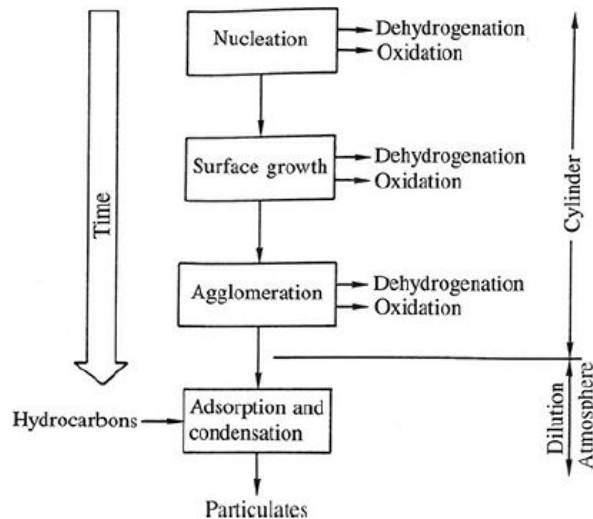 Nucleation
Dehydrogenation
Oxidation
Surface growth
Dehydrogenation
Oxidation
Time
Cylinder
Agglomeration
Dehydrogenation
Oxidation
Hydrocarbons
Adsorption and
condensation
Dilution
Atmosphere
Particulates